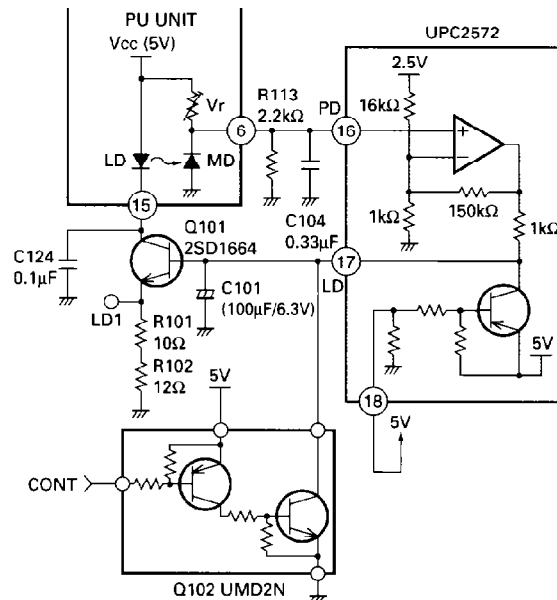 PU UNIT
Vcc (5V)
Vr
LD
MD
6
15
R113
2.2kΩ
C104
0.33μF
UPC2572
2.5V
PD
16
16kΩ
+
−
1kΩ
150kΩ
1kΩ
17
LD
5V
18
5V
Q101
2SD1664
C124
0.1μF
C101
(100μF/6.3V)
LD1
R101
10Ω
R102
12Ω
5V
CONT
Q102 UMD2N